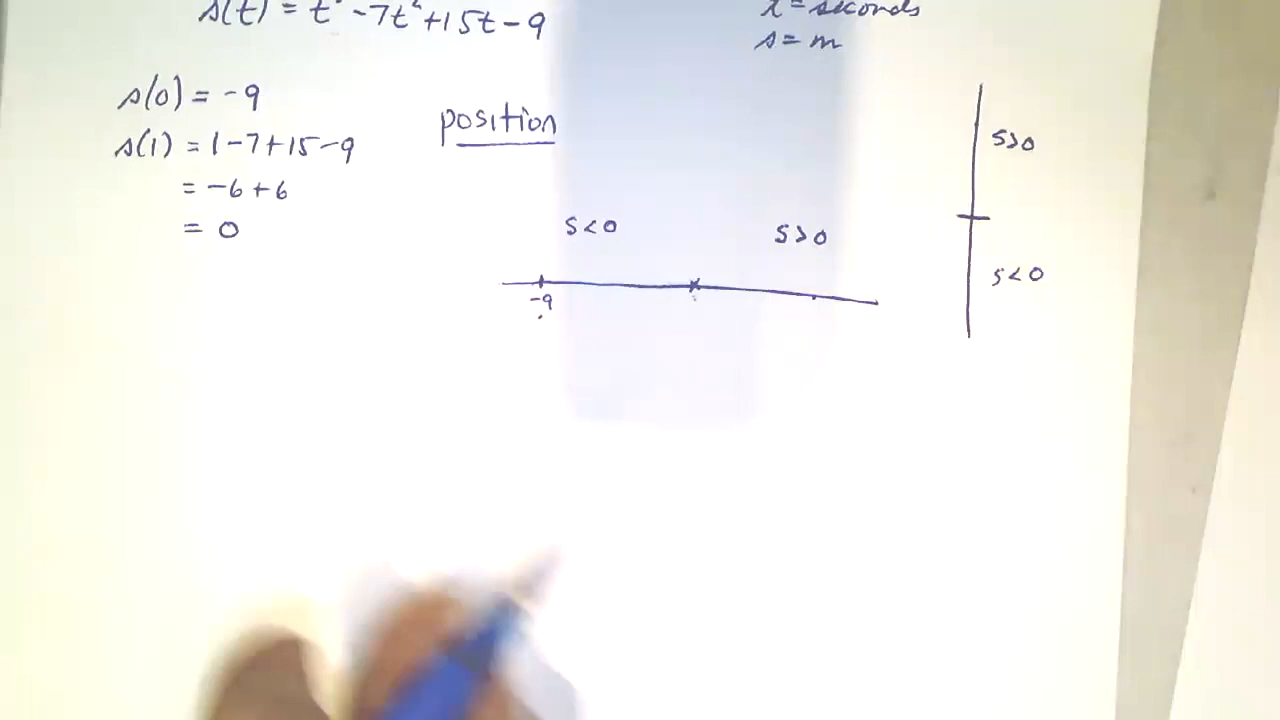 s(t) = t³ -7t² +15t - 9
t = seconds
s = m
s(0) = -9
s(1) = 1-7+15-9
= -6+6
= 0
position
s<0
s>0
-9
s>0
s<0